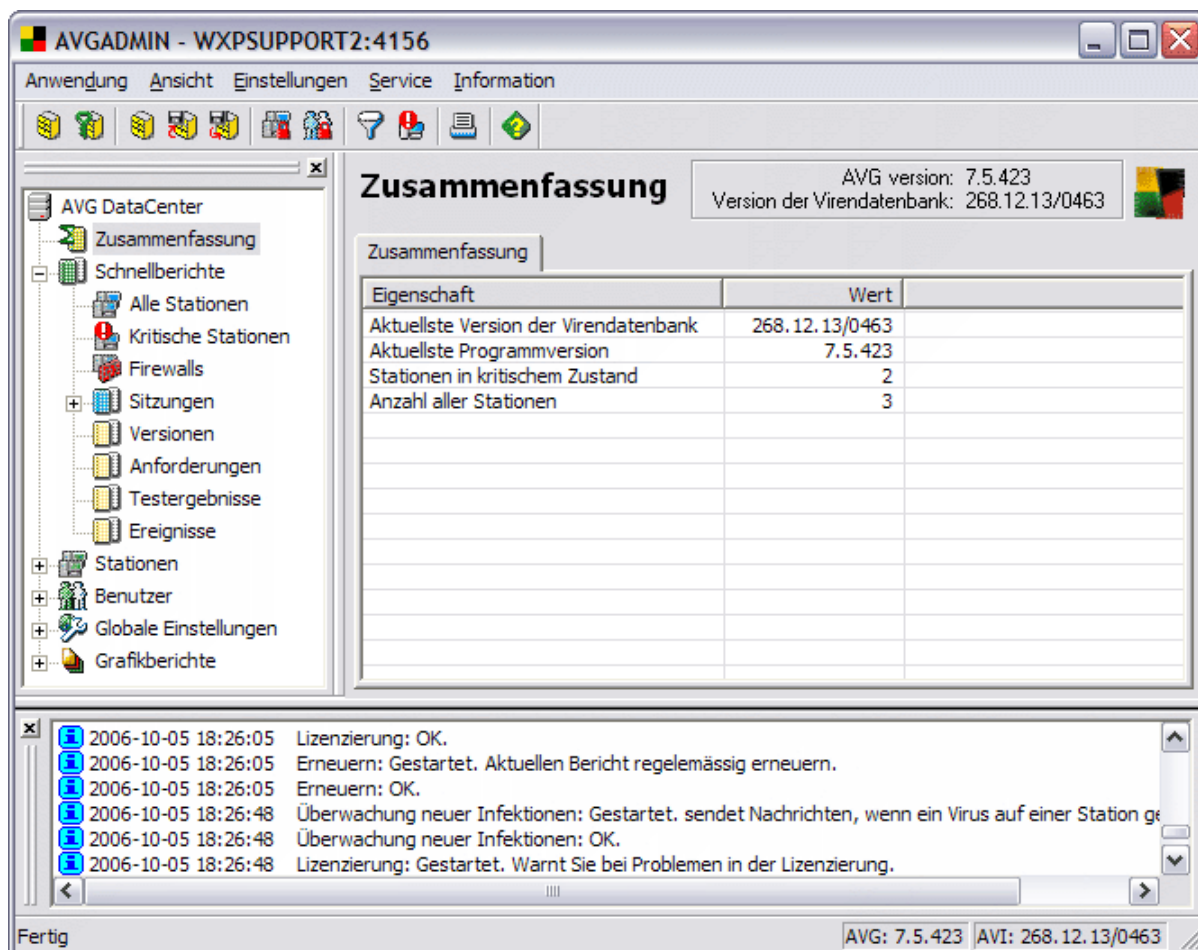 AVGADMIN - WXPSUPPORT2:4156
Anwendung Ansicht Einstellungen Service Information
AVG DataCenter
Zusammenfassung
Schnellberichte
Alle Stationen
Kritische Stationen
Firewalls
Sitzungen
Versionen
Anforderungen
Testergebnisse
Ereignisse
Stationen
Benutzer
Globale Einstellungen
Grafikberichte
Zusammenfassung
AVG version: 7.5.423
Version der Virendatenbank: 268.12.13/0463
Zusammenfassung
Eigenschaft Wert
Aktuellste Version der Virendatenbank 268.12.13/0463
Aktuellste Programmversion 7.5.423
Stationen in kritischem Zustand 2
Anzahl aller Stationen 3
2006-10-05 18:26:05 Lizenzierung: OK.
2006-10-05 18:26:05 Erneuern: Gestartet. Aktuellen Bericht regelemässig erneuern.
2006-10-05 18:26:05 Erneuern: OK.
2006-10-05 18:26:48 Überwachung neuer Infektionen: Gestartet. sendet Nachrichten, wenn ein Virus auf einer Station ge
2006-10-05 18:26:48 Überwachung neuer Infektionen: OK.
2006-10-05 18:26:48 Lizenzierung: Gestartet. Warnt Sie bei Problemen in der Lizenzierung.
Fertig AVG: 7.5.423 AVI: 268.12.13/0463